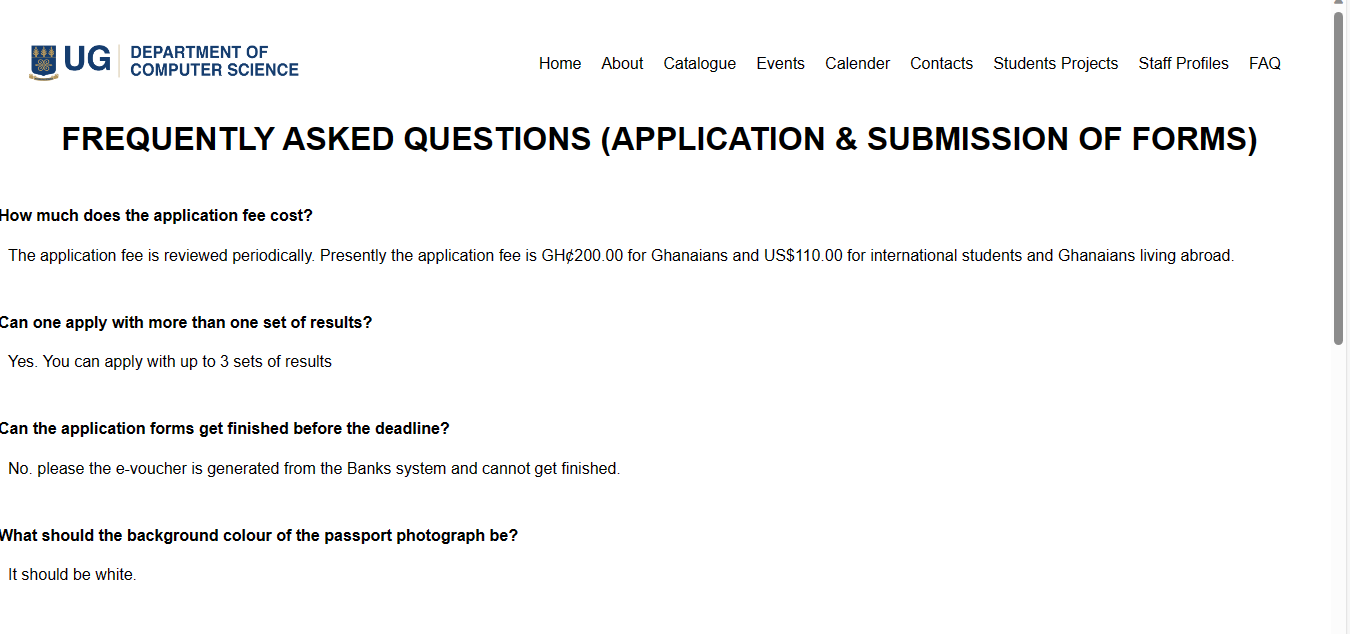 UG DEPARTMENT OF
COMPUTER SCIENCE
Home About Catalogue Events Calender Contacts Students Projects Staff Profiles FAQ
FREQUENTLY ASKED QUESTIONS (APPLICATION & SUBMISSION OF FORMS)
How much does the application fee cost?
The application fee is reviewed periodically. Presently the application fee is GH¢200.00 for Ghanaians and US$110.00 for international students and Ghanaians living abroad.
Can one apply with more than one set of results?
Yes. You can apply with up to 3 sets of results
Can the application forms get finished before the deadline?
No. please the e-voucher is generated from the Banks system and cannot get finished.
What should the background colour of the passport photograph be?
It should be white.